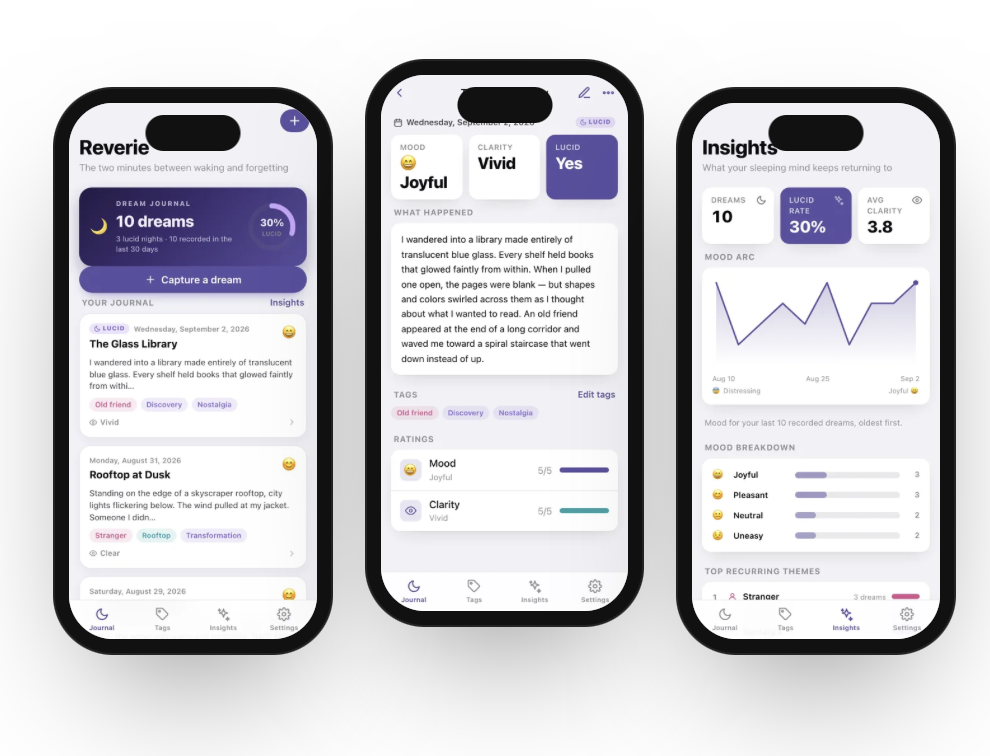 Reverie
The two minutes between waking and forgetting
DREAM JOURNAL
10 dreams
3 lucid nights · 10 recorded in the
last 30 days
30%
LUCID
+ Capture a dream
YOUR JOURNAL
Insights
LUCID
Wednesday, September 2, 2026
The Glass Library
I wandered into a library made entirely of translucent
blue glass. Every shelf held books that glowed faintly
from withi...
Old friend
Discovery
Nostalgia
Vivid
Monday, August 31, 2026
Rooftop at Dusk
Standing on the edge of a skyscraper rooftop, city
lights flickering below. The wind pulled at my jacket.
Someone I didn...
Stranger
Rooftop
Transformation
Clear
Saturday, August 29, 2026
Journal
Tags
Insights
Settings
Wednesday, September 2, 2026
LUCID
MOOD
Joyful
CLARITY
Vivid
LUCID
Yes
WHAT HAPPENED
I wandered into a library made entirely of
translucent blue glass. Every shelf held books
that glowed faintly from within. When I pulled
one open, the pages were blank — but shapes
and colors swirled across them as I thought
about what I wanted to read. An old friend
appeared at the end of a long corridor and
waved me toward a spiral staircase that went
down instead of up.
TAGS
Edit tags
Old friend
Discovery
Nostalgia
RATINGS
Mood
Joyful
5/5
Clarity
Vivid
5/5
Journal
Tags
Insights
Settings
Insights
What your sleeping mind keeps returning to
DREAMS
10
LUCID
RATE
30%
AVG
CLARITY
3.8
MOOD ARC
Aug 10
Aug 25
Sep 2
Distressing
Joyful
Mood for your last 10 recorded dreams, oldest first.
MOOD BREAKDOWN
Joyful
3
Pleasant
3
Neutral
2
Uneasy
2
TOP RECURRING THEMES
1
Stranger
3 dreams
Journal
Tags
Insights
Settings